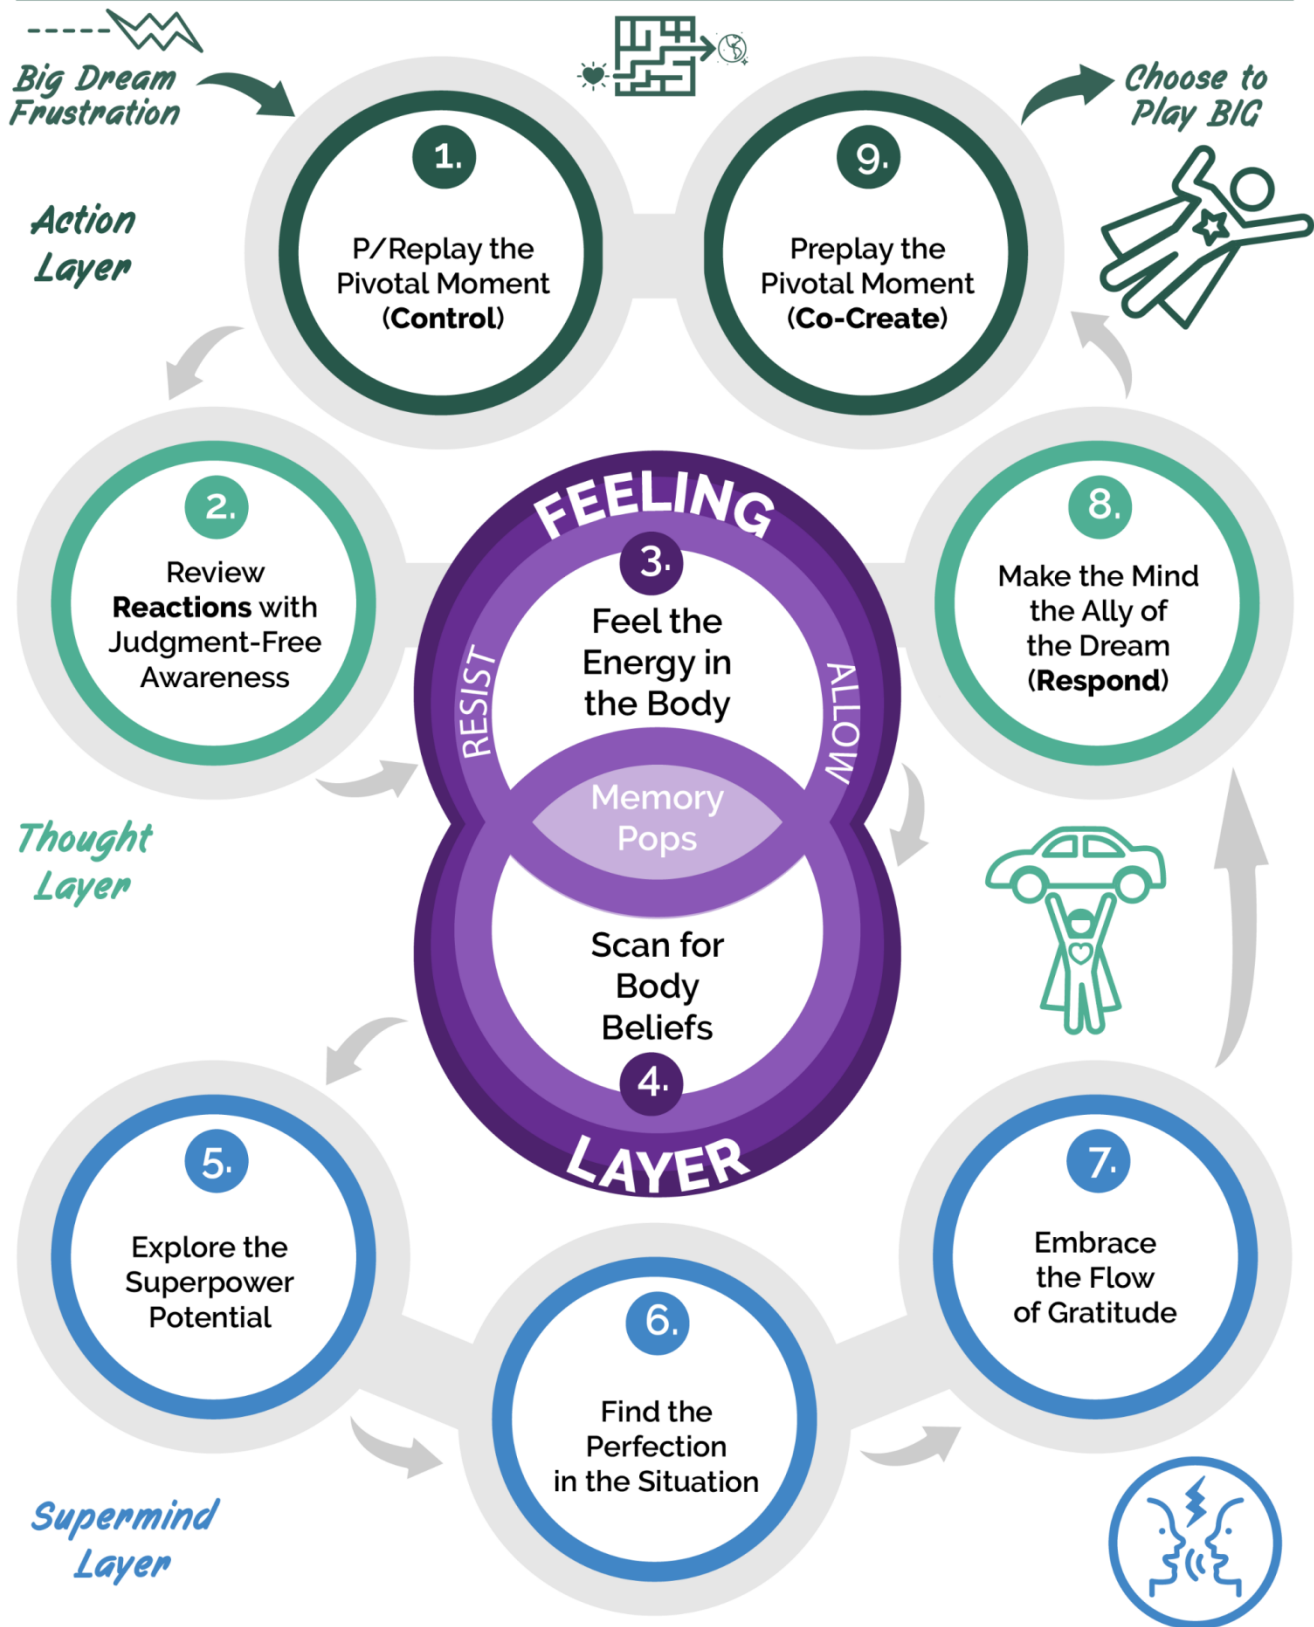 Big Dream
Frustration
Choose to
Play BIG
Action
Layer
1.
P/Replay the
Pivotal Moment
(Control)
9.
Preplay the
Pivotal Moment
(Co-Create)
2.
Review
Reactions with
Judgment-Free
Awareness
FEELING
3.
Feel the
Energy in
the Body
RESIST
ALLOW
Memory
Pops
Scan for
Body
Beliefs
4.
LAYER
8.
Make the Mind
the Ally of
the Dream
(Respond)
Thought
Layer
5.
Explore the
Superpower
Potential
6.
Find the
Perfection
in the Situation
7.
Embrace
the Flow
of Gratitude
Supermind
Layer